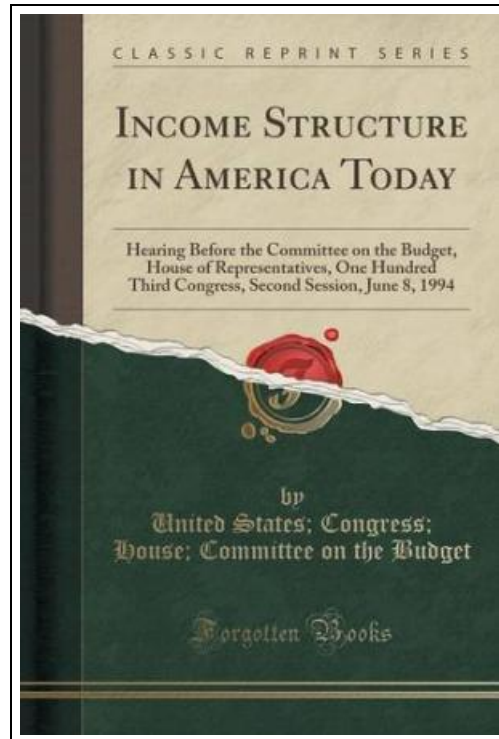 CLASSIC REPRINT SERIES
INCOME STRUCTURE
IN AMERICA TODAY
Hearing Before the Committee on the Budget,
House of Representatives, One Hundred
Third Congress, Second Session, June 8, 1994
F
by
United States; Congress;
House; Committee on the Budget
Forgotten Books